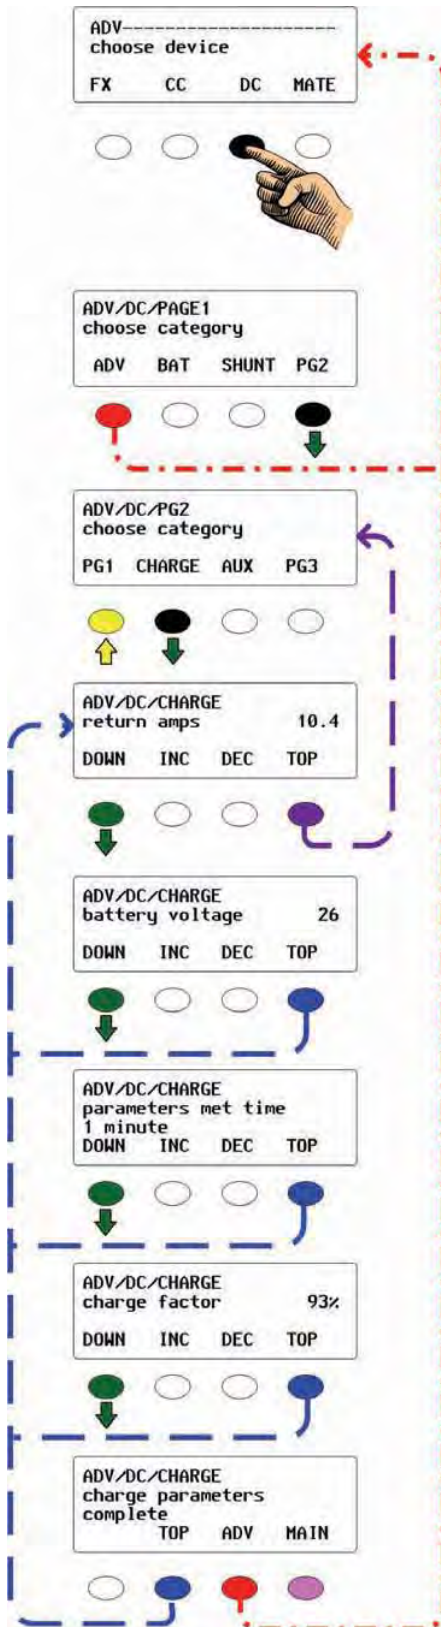 ADV---------------------
choose device
FX CC DC MATE
ADV/DC/PAGE1
choose category
ADV BAT SHUNT PG2
ADV/DC/PG2
choose category
PG1 CHARGE AUX PG3
ADV/DC/CHARGE
return amps 10.4
DOWN INC DEC TOP
ADV/DC/CHARGE
battery voltage 26
DOWN INC DEC TOP
ADV/DC/CHARGE
parameters met time
1 minute
DOWN INC DEC TOP
ADV/DC/CHARGE
charge factor 93%
DOWN INC DEC TOP
ADV/DC/CHARGE
charge parameters
complete
TOP ADV MAIN